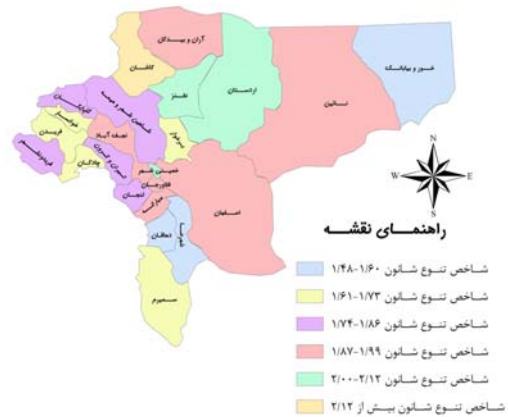 آران و بیدگل
کاشان
خور و بیابانک
اردستان
نطنز
نائین
گلپایگان
شاهین شهر و میمه
خوانسار
برخوار
فریدن
نجف آباد
تیران و کرون
چادگان
فریدونشهر
خمینی شهر
فلاورجان
لنجان
مبارکه
اصفهان
دهاقان
شهرضا
سمیرم
N
W
E
S
راهنمای نقشه
شاخص تنوع شانون ۱/۴۸-۱/۶۰
شاخص تنوع شانون ۱/۶۱-۱/۷۳
شاخص تنوع شانون ۱/۷۴-۱/۸۶
شاخص تنوع شانون ۱/۸۷-۱/۹۹
شاخص تنوع شانون ۲/۰۰-۲/۱۲
شاخص تنوع شانون بیش از ۲/۱۲